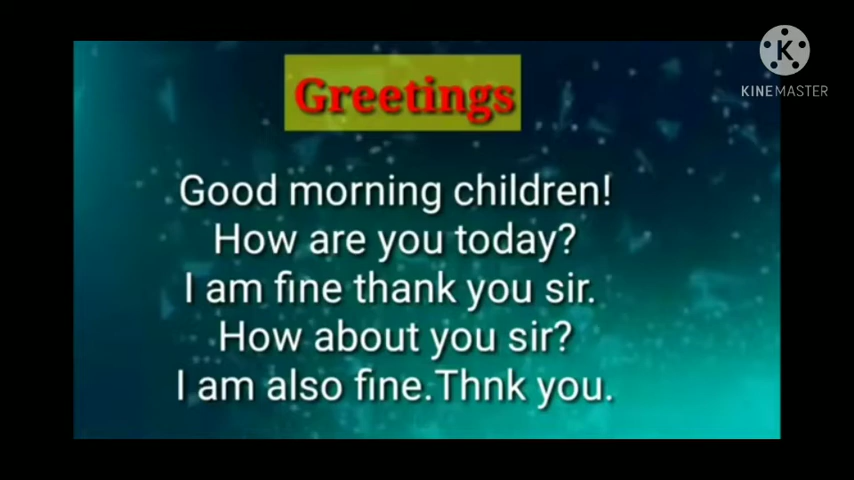 Greetings
KINEMASTER
Good morning children!
How are you today?
I am fine thank you sir.
How about you sir?
I am also fine.Thnk you.